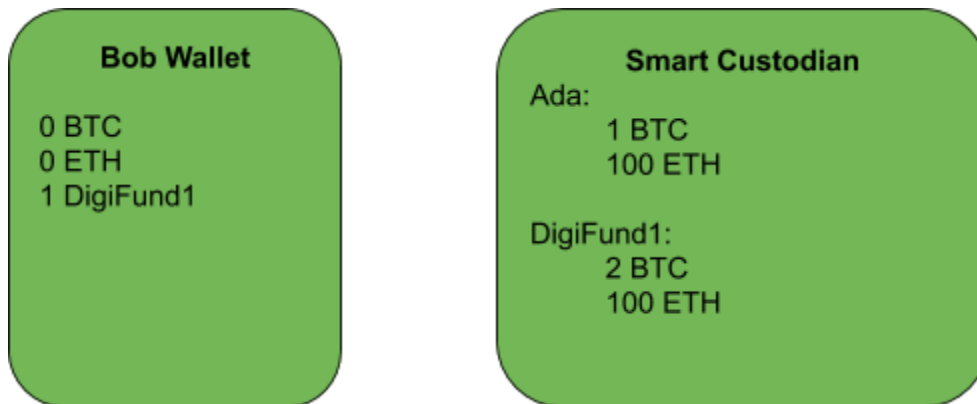 Bob Wallet
0 BTC
0 ETH
1 DigiFund1
Smart Custodian
Ada:
1 BTC
100 ETH
DigiFund1:
2 BTC
100 ETH